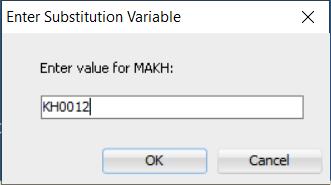 Enter Substitution Variable
Enter value for MAKH:
KH0012
OK
Cancel